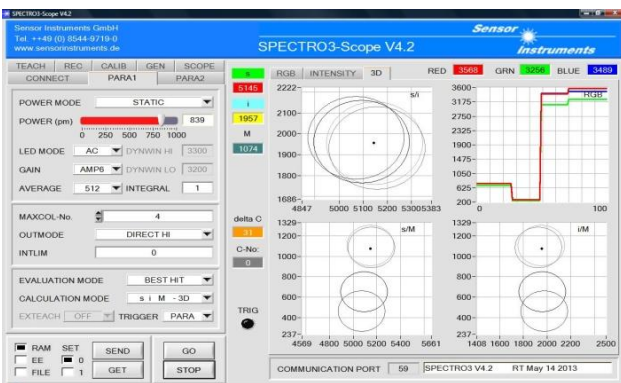 SPECTRO3-Scope V4.2
Sensor Instruments GmbH
Tel. ++49 (0) 8544-9719-0
www.sensorinstruments.de
SPECTRO3-Scope V4.2
Sensor
Instruments
TEACH REC CALIB GEN SCOPE
CONNECT PARA1 PARA2
POWER MODE STATIC
POWER (pm) 839
0 250 500 750 1000
LED MODE AC DYNWIN HI 3300
GAIN AMP6 DYNWIN LO 3200
AVERAGE 512 INTEGRAL 1
MAXCOL-No. 4
OUTMODE DIRECT HI
INTLIM 0
EVALUATION MODE BEST HIT
CALCULATION MODE s i M - 3D
EXTEACH OFF TRIGGER PARA
RAM SET SEND GO
EE 0
FILE 1 GET STOP
s
5145
i
1957
M
1074
delta C
31
C-No:
0
TRIG
RGB INTENSITY 3D RED 3568 GRN 3256 BLUE 3489
s/i
2222
2100
2000
1900
1800
1686
4847 5000 5100 5200 5300 5383
RGB
3600
3175
2750
2325
1900
1475
1050
625
200
0 100
s/M
1329
1200
1000
800
600
400
237
4569 4800 5000 5200 5400 5661
i/M
1329
1200
1000
800
600
400
237
1408 1600 1800 2000 2200 2500
COMMUNICATION PORT 59 SPECTRO3 V4.2 RT May 14 2013